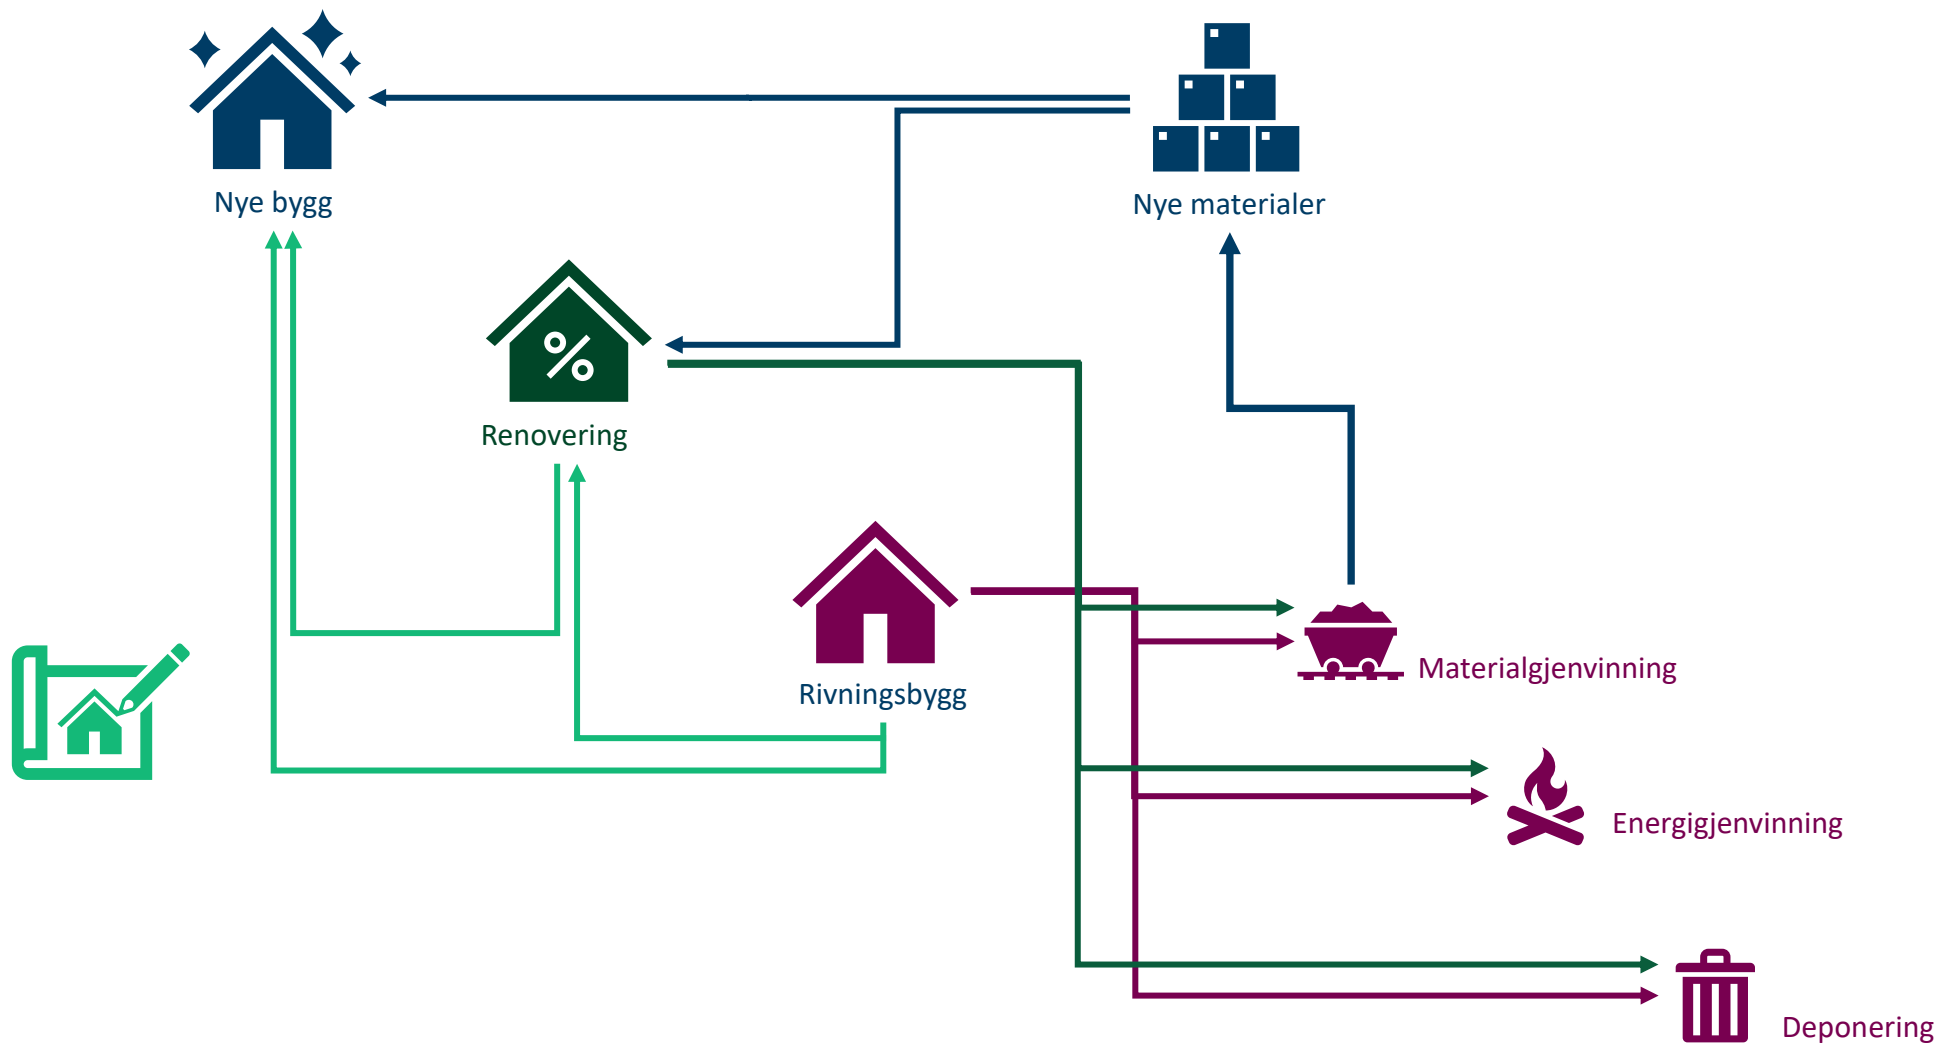 Nye bygg
Nye materialer
Renovering
Rivningsbygg
Materialgjenvinning
Energigjenvinning
Deponering